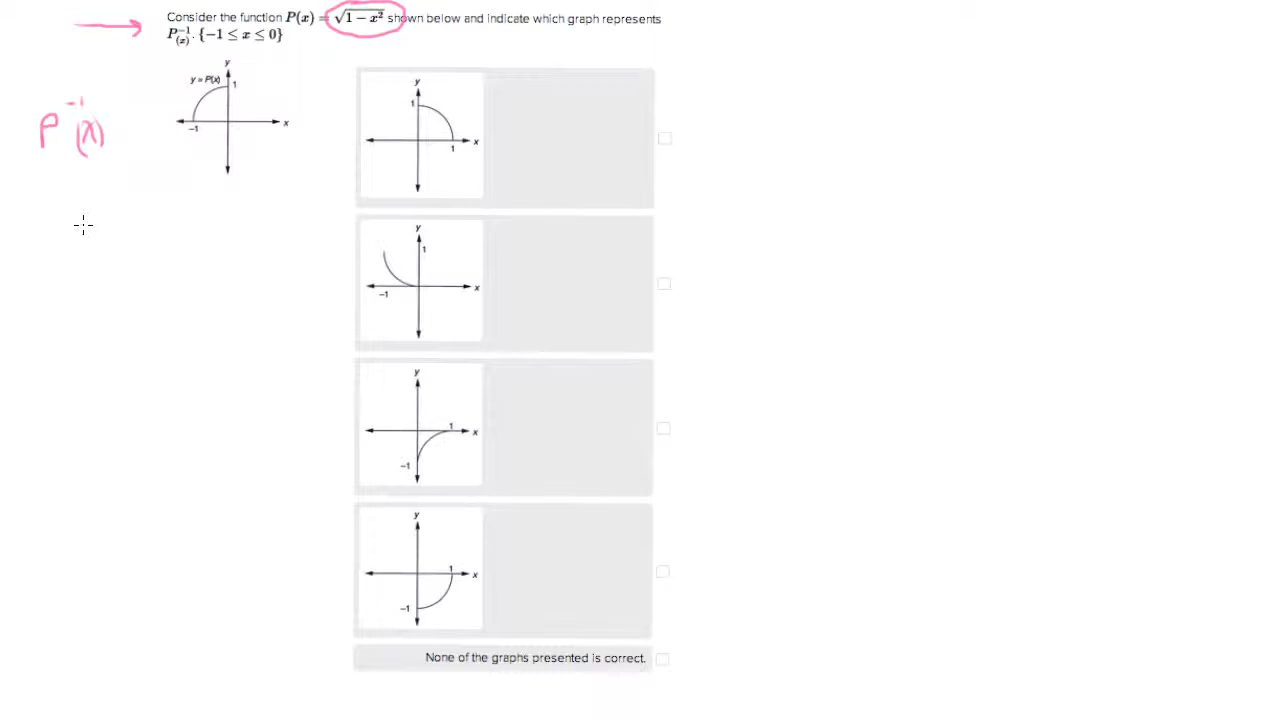 Consider the function P(x) = √(1 − x²) shown below and indicate which graph represents
P⁻¹₍ₓ₎. {−1 ≤ x ≤ 0}
y
y = P(x)
1
−1
x
P⁻¹(x)
y
1
1
x
y
1
−1
x
y
1
x
−1
y
1
x
−1
None of the graphs presented is correct.